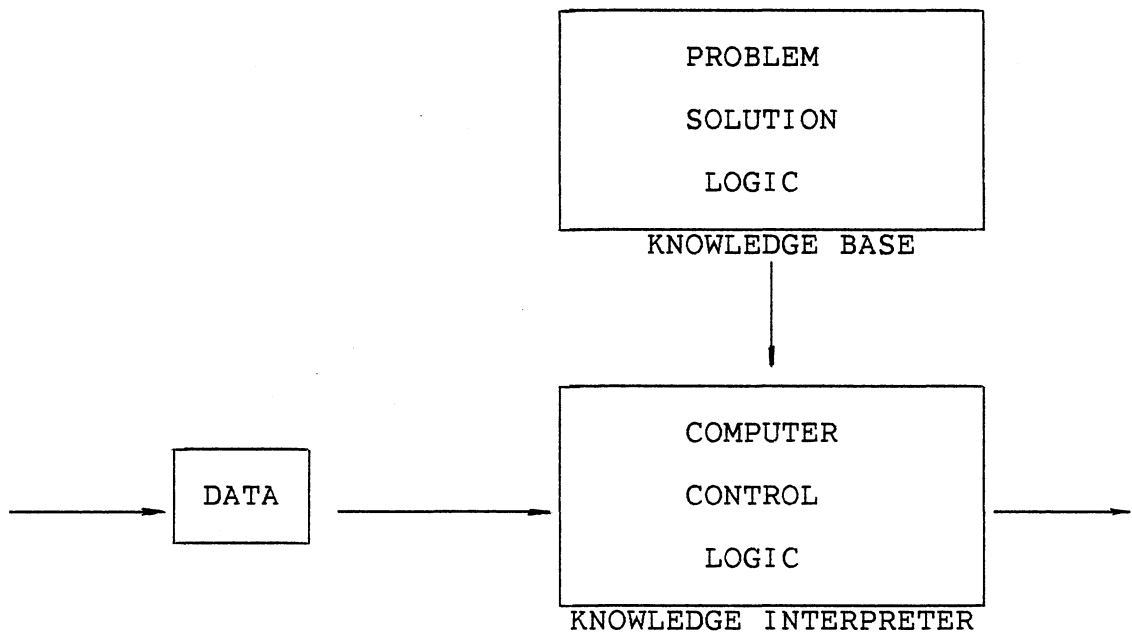 PROBLEM
SOLUTION
LOGIC
KNOWLEDGE BASE
DATA
COMPUTER
CONTROL
LOGIC
KNOWLEDGE INTERPRETER